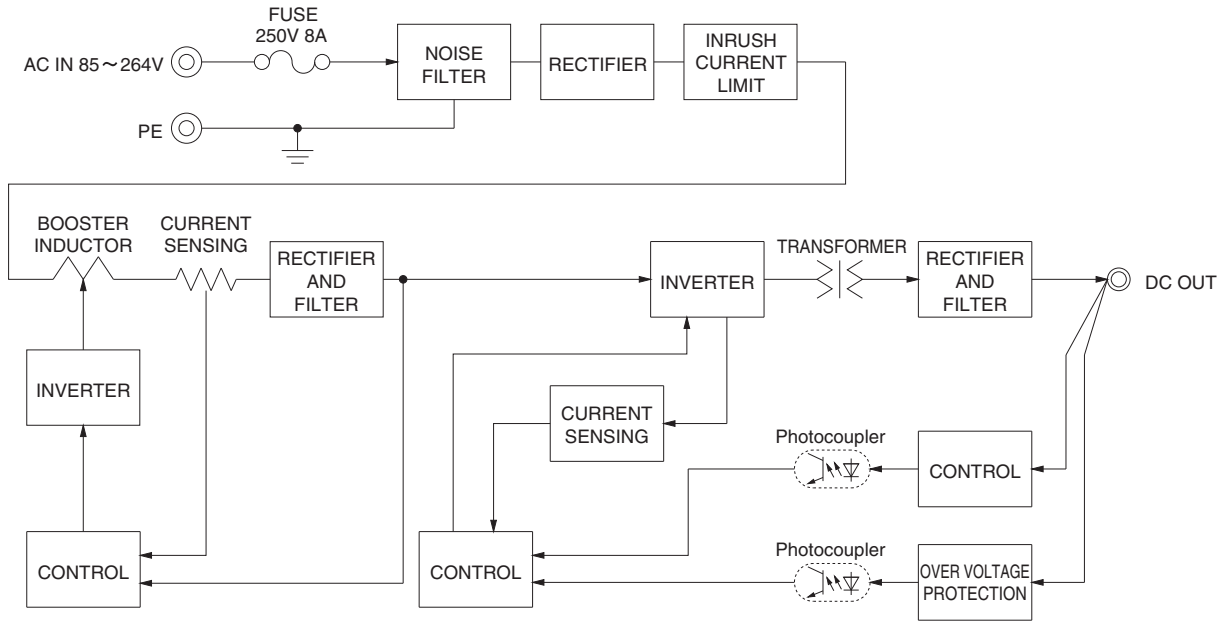 FUSE
250V 8A
AC IN 85～264V
NOISE
FILTER
RECTIFIER
INRUSH
CURRENT
LIMIT
PE
BOOSTER
INDUCTOR
CURRENT
SENSING
RECTIFIER
AND
FILTER
INVERTER
TRANSFORMER
RECTIFIER
AND
FILTER
DC OUT
INVERTER
CURRENT
SENSING
Photocoupler
CONTROL
CONTROL
CONTROL
Photocoupler
OVER VOLTAGE
PROTECTION